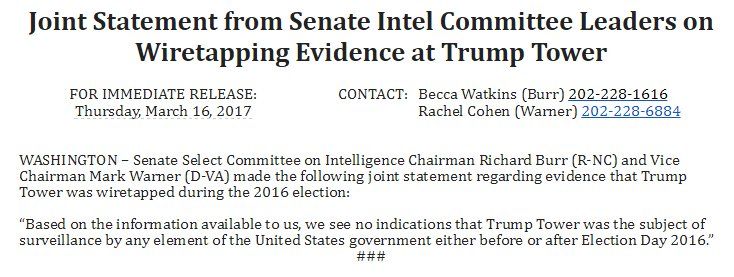 Joint Statement from Senate Intel Committee Leaders on
Wiretapping Evidence at Trump Tower
FOR IMMEDIATE RELEASE:
Thursday, March 16, 2017
CONTACT: Becca Watkins (Burr) 202-228-1616
Rachel Cohen (Warner) 202-228-6884
WASHINGTON – Senate Select Committee on Intelligence Chairman Richard Burr (R-NC) and Vice
Chairman Mark Warner (D-VA) made the following joint statement regarding evidence that Trump
Tower was wiretapped during the 2016 election:
“Based on the information available to us, we see no indications that Trump Tower was the subject of
surveillance by any element of the United States government either before or after Election Day 2016.”
###